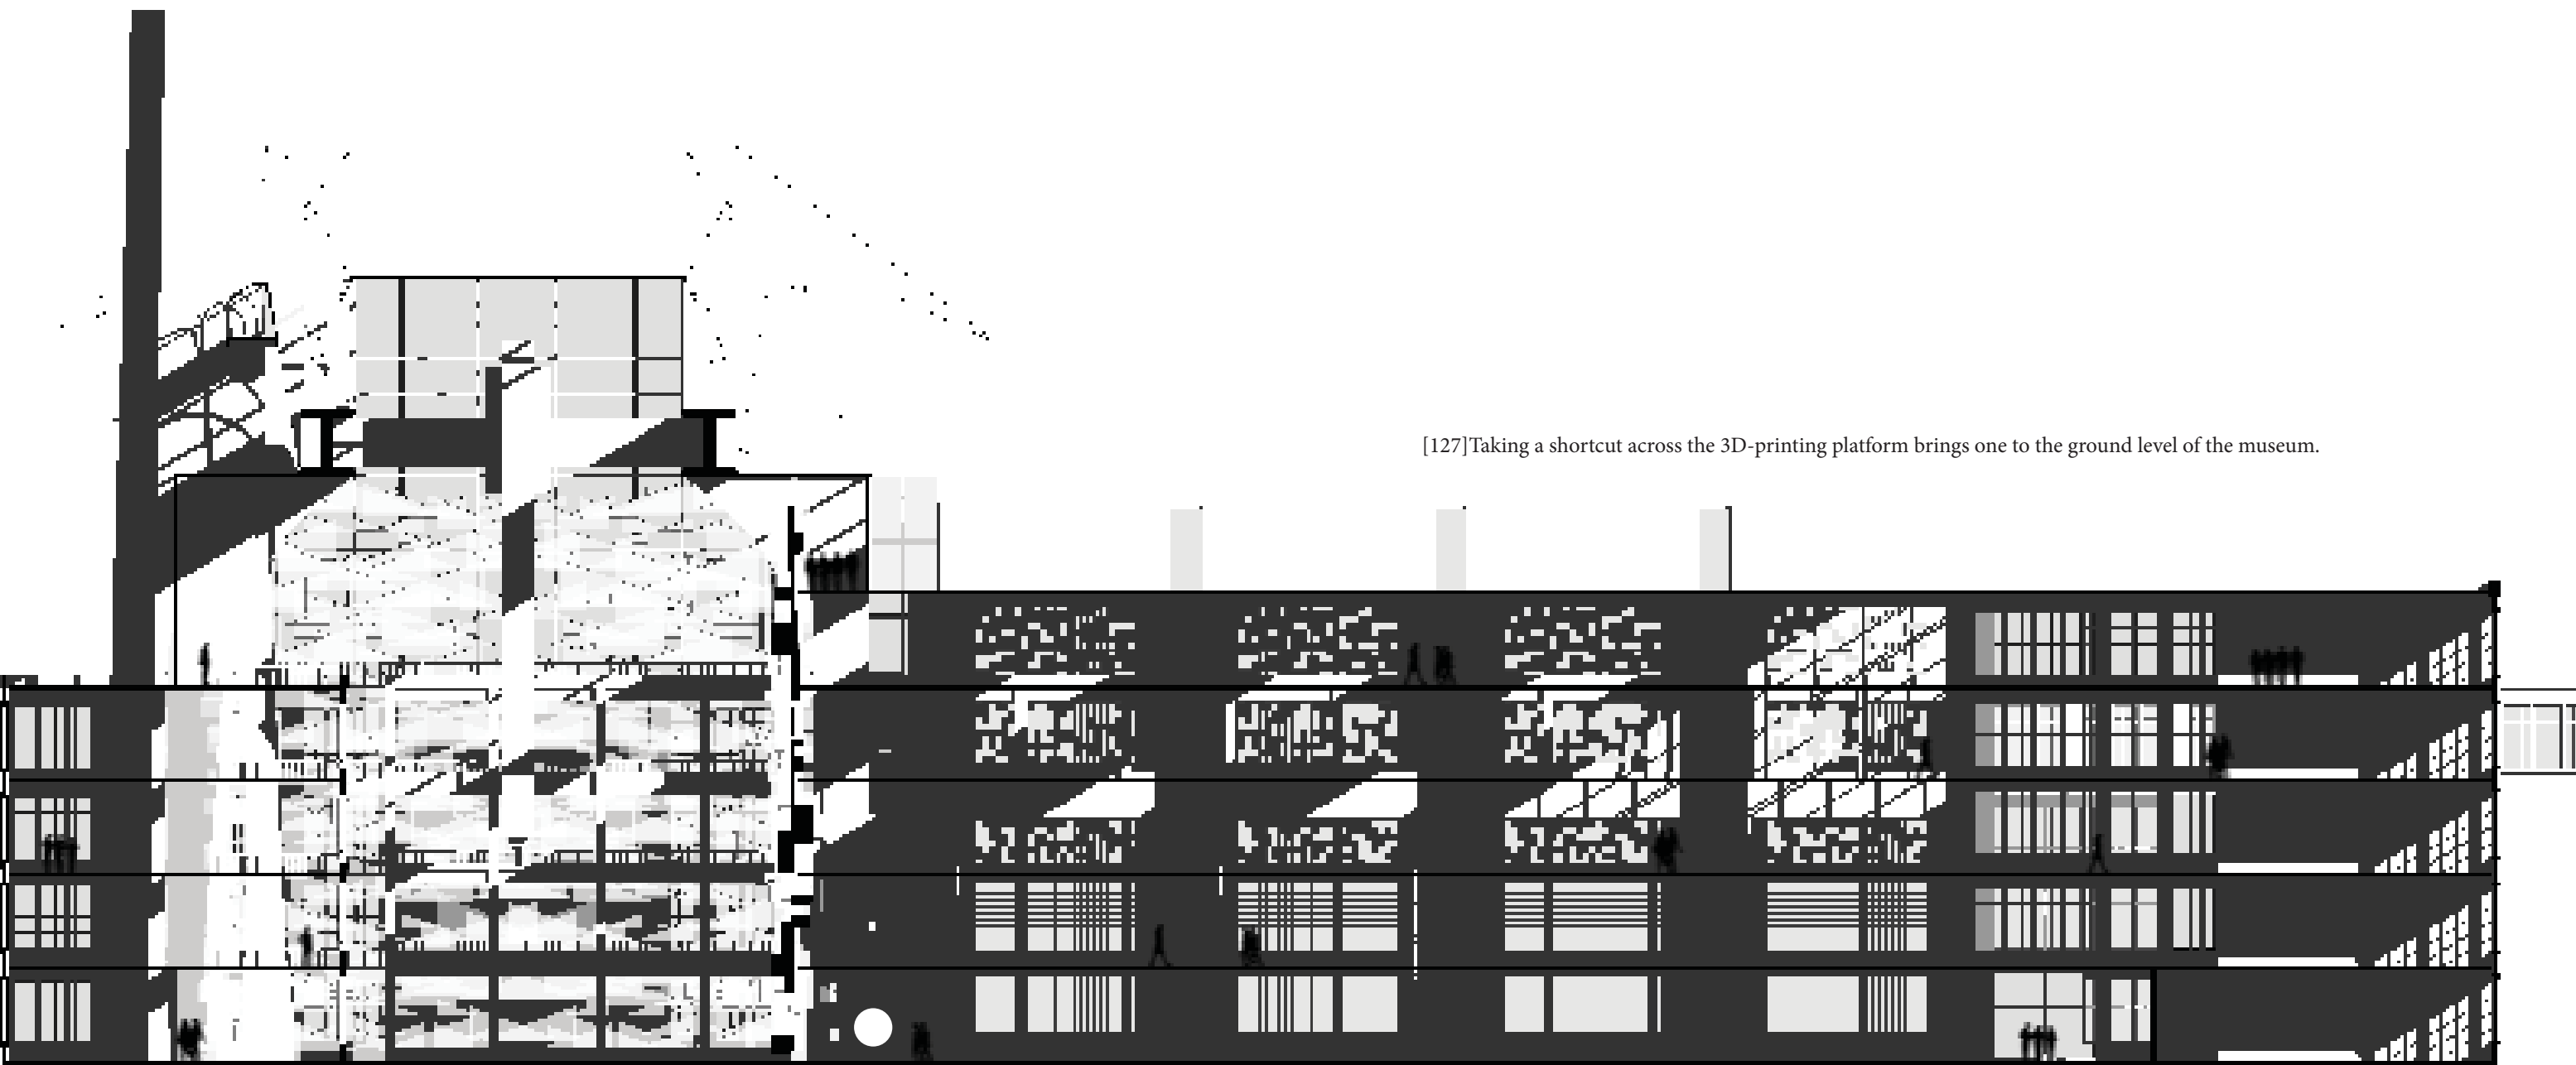 [127]Taking a shortcut across the 3D-printing platform brings one to the ground level of the museum.